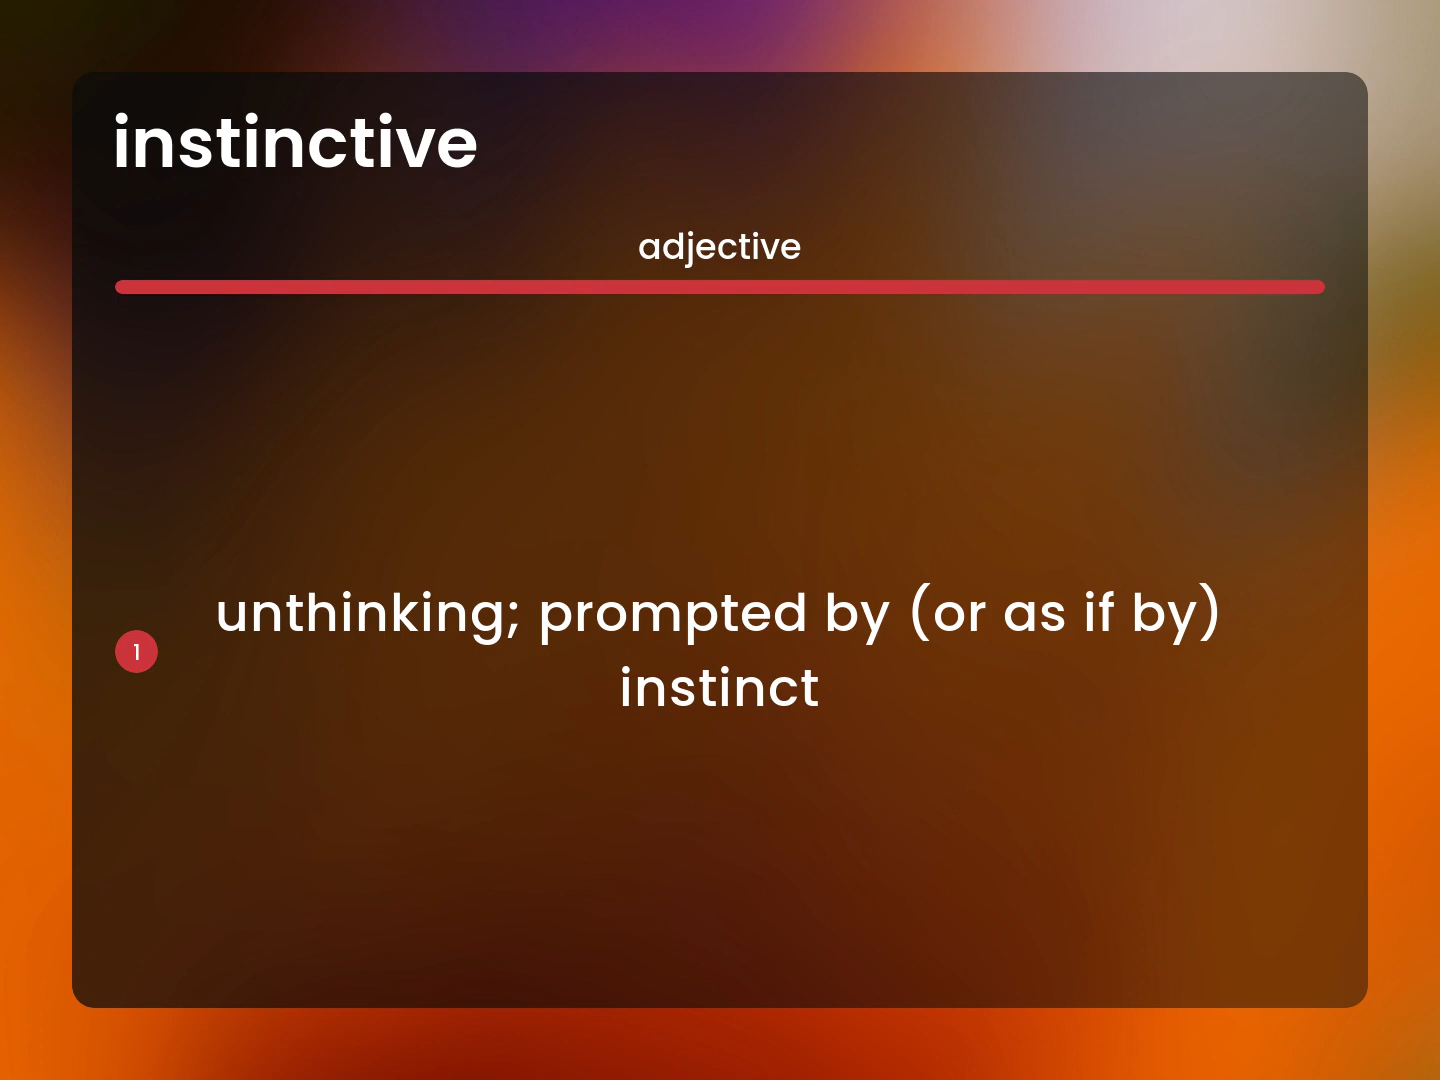 instinctive
adjective
1
unthinking; prompted by (or as if by)
instinct